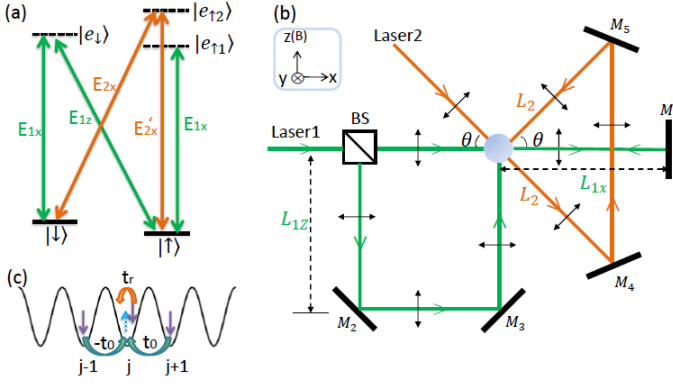 (a)
|e↑2⟩
|e↓⟩
|e↑1⟩
E1x
E1z
E2x
E2x′
E1x
|↓⟩
|↑⟩
(b)
z(B)
y
x
Laser2
Laser1
BS
θ
θ
L2
L2
M5
M
L1x
L1Z
M2
M3
M4
(c)
tr
-t0
t0
j-1
j
j+1